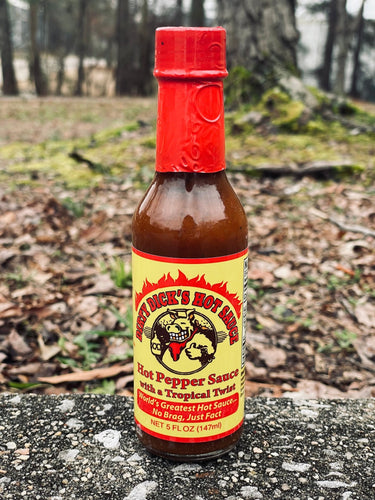 DIRTY DICK'S HOT SAUCE
Hot Pepper Sauce
with a Tropical Twist
World's Greatest Hot Sauce...
No Brag, Just Fact
NET 5 FL OZ (147ml)